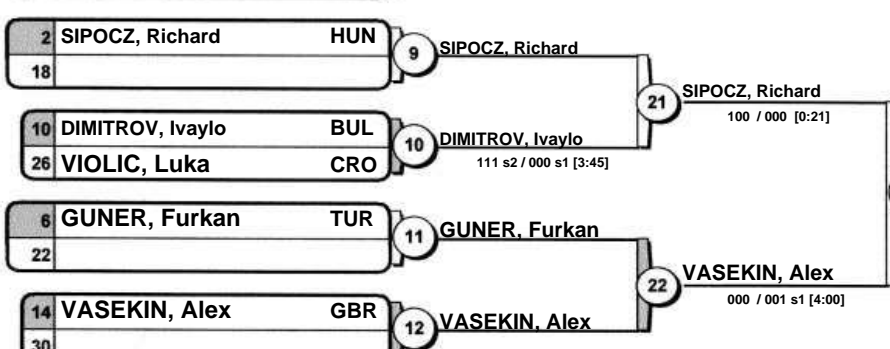 2 SIPOCZ, Richard HUN
18
9
SIPOCZ, Richard
10 DIMITROV, Ivaylo BUL
26 VIOLIC, Luka CRO
10
DIMITROV, Ivaylo
111 s2 / 000 s1 [3:45]
21
SIPOCZ, Richard
100 / 000 [0:21]
6 GUNER, Furkan TUR
22
11
GUNER, Furkan
14 VASEKIN, Alex GBR
30
12
VASEKIN, Alex
22
VASEKIN, Alex
000 / 001 s1 [4:00]